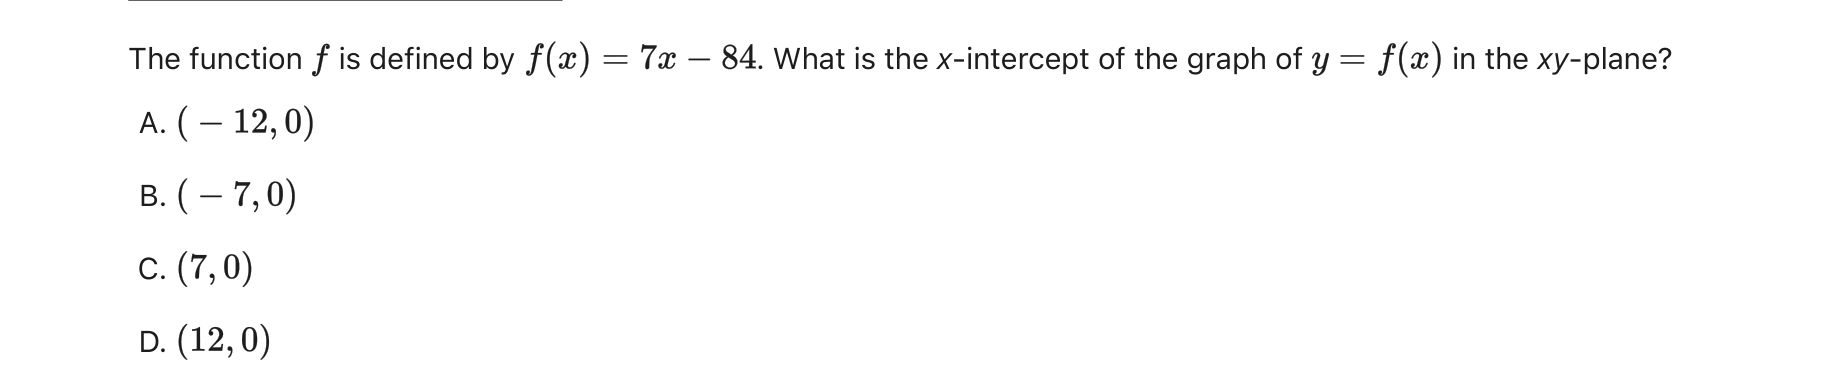 The function f is defined by f(x) = 7x – 84. What is the x-intercept of the graph of y = f(x) in the xy-plane?
A. ( – 12, 0)
B. ( – 7, 0)
C. (7, 0)
D. (12, 0)